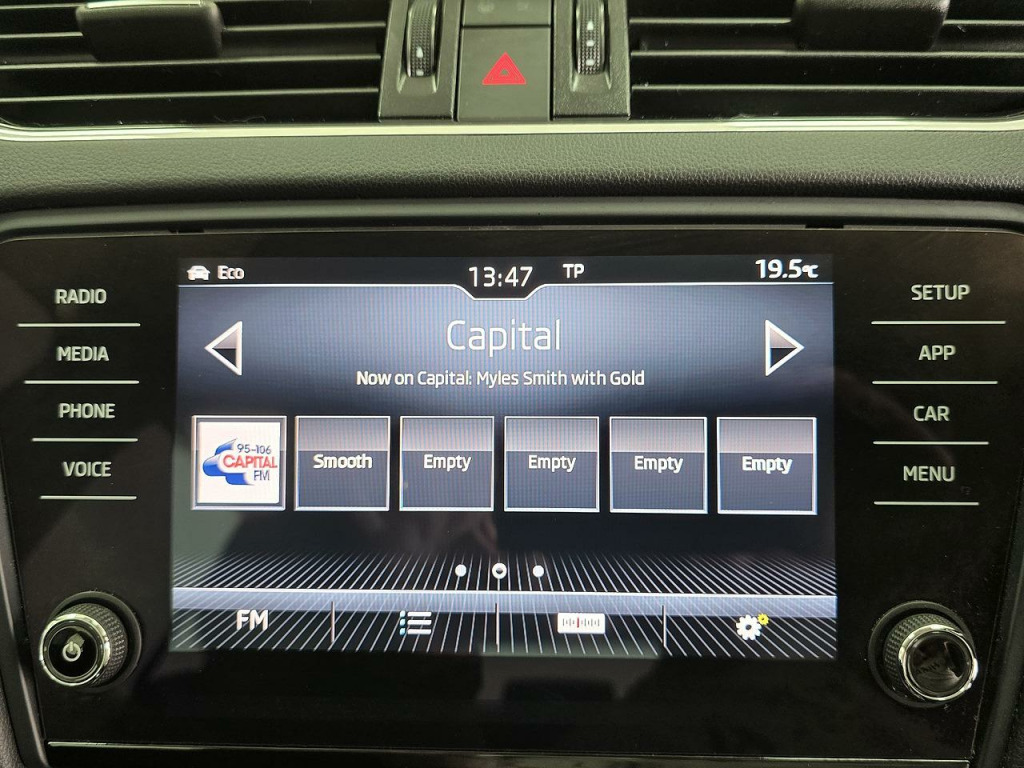 Eco
13:47
TP
19.5°C
RADIO
MEDIA
PHONE
VOICE
SETUP
APP
CAR
MENU
Capital
Now on Capital: Myles Smith with Gold
95-106
CAPITAL
FM
Smooth
Empty
Empty
Empty
Empty
FM